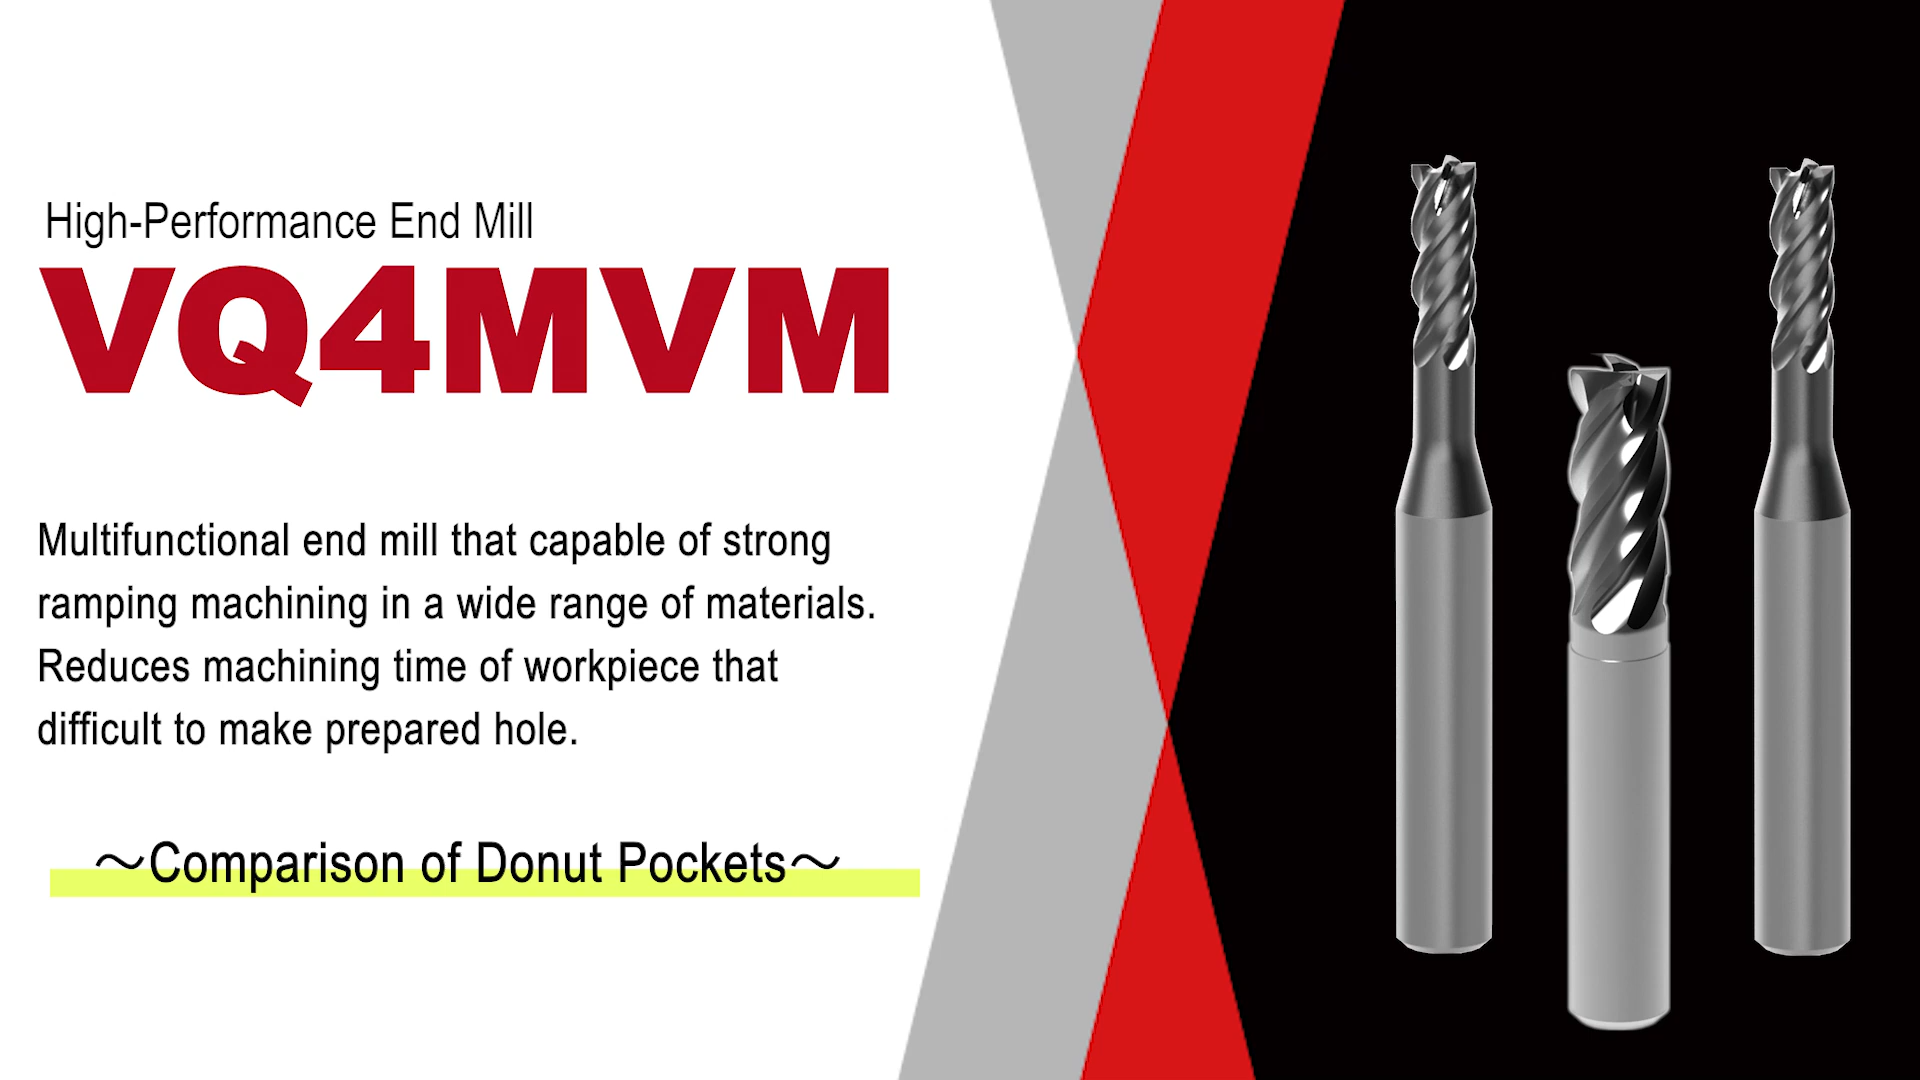 High-Performance End Mill
VQ4MVM
Multifunctional end mill that capable of strong
ramping machining in a wide range of materials.
Reduces machining time of workpiece that
difficult to make prepared hole.
～Comparison of Donut Pockets～